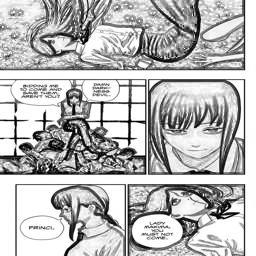 BIDDING ME
TO COME AND
SAVE THEM
AREN'T YOU?
DAMN
DARK-
NESS
DEVIL.
PRINCI.
LADY
MAKIMA,
YOU
MUST NOT
COME.